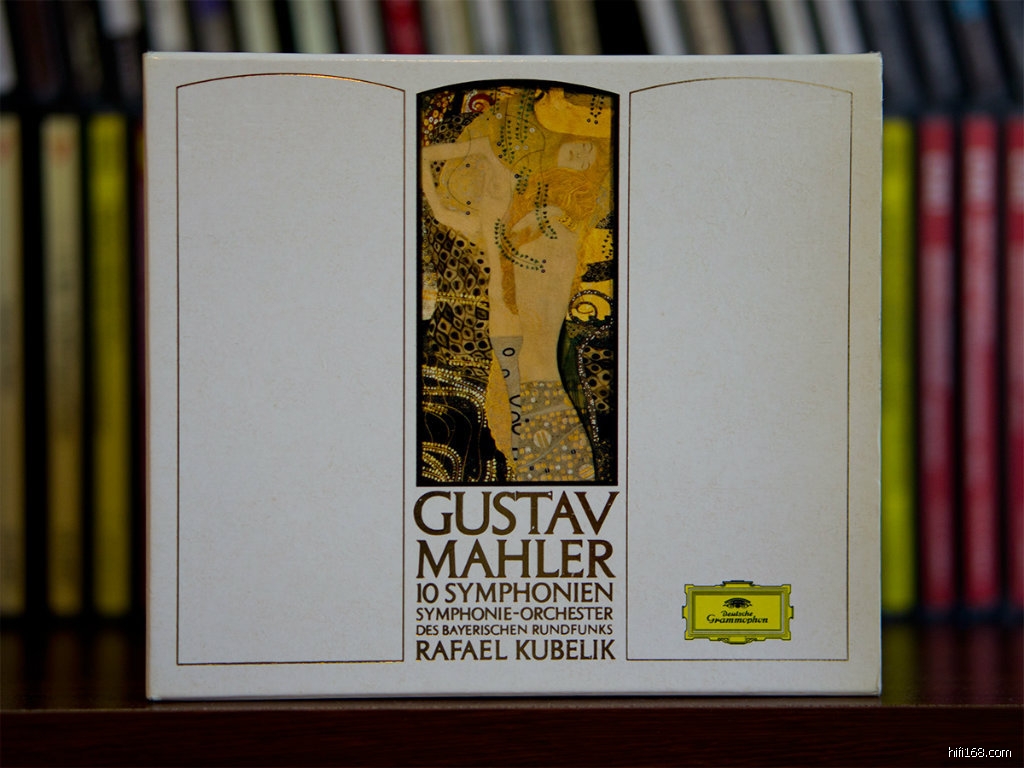 GUSTAV
MAHLER
10 SYMPHONIEN
SYMPHONIE-ORCHESTER
DES BAYERISCHEN RUNDFUNKS
RAFAEL KUBELIK
Deutsche
Grammophon
hifi168.com